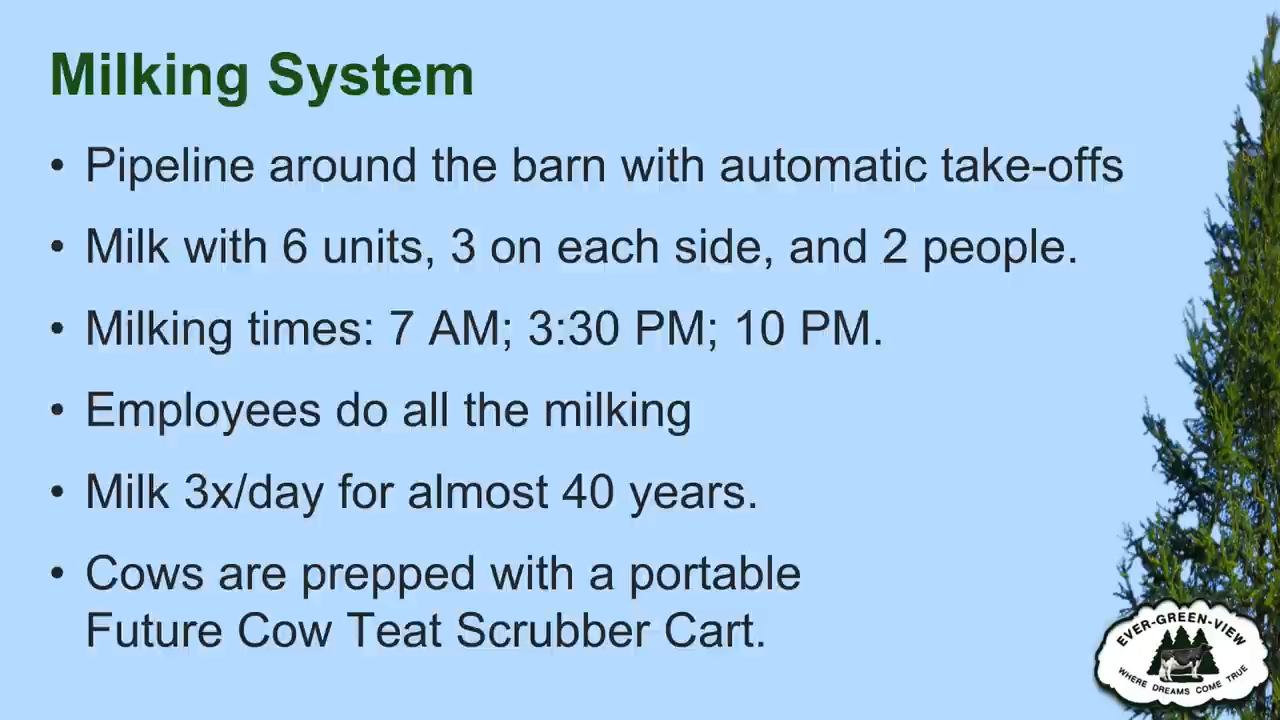 Milking System
• Pipeline around the barn with automatic take-offs
• Milk with 6 units, 3 on each side, and 2 people.
• Milking times: 7 AM; 3:30 PM; 10 PM.
• Employees do all the milking
• Milk 3x/day for almost 40 years.
• Cows are prepped with a portable
Future Cow Teat Scrubber Cart.
EVER-GREEN-VIEW
WHERE DREAMS COME TRUE